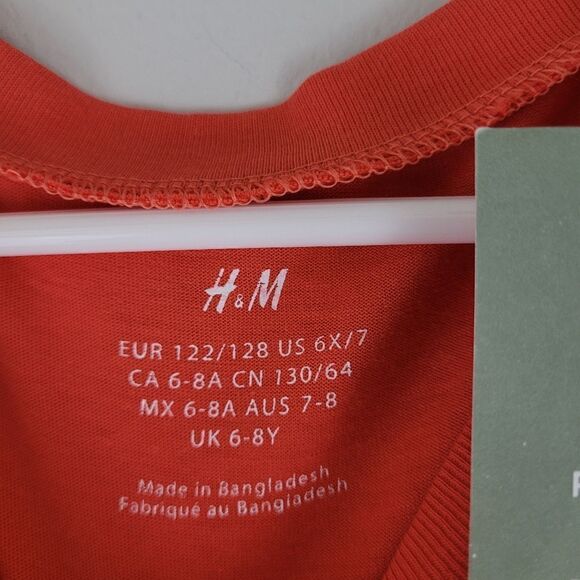 H&M
EUR 122/128 US 6X/7
CA 6-8A CN 130/64
MX 6-8A AUS 7-8
UK 6-8Y
Made in Bangladesh
Fabriqué au Bangladesh